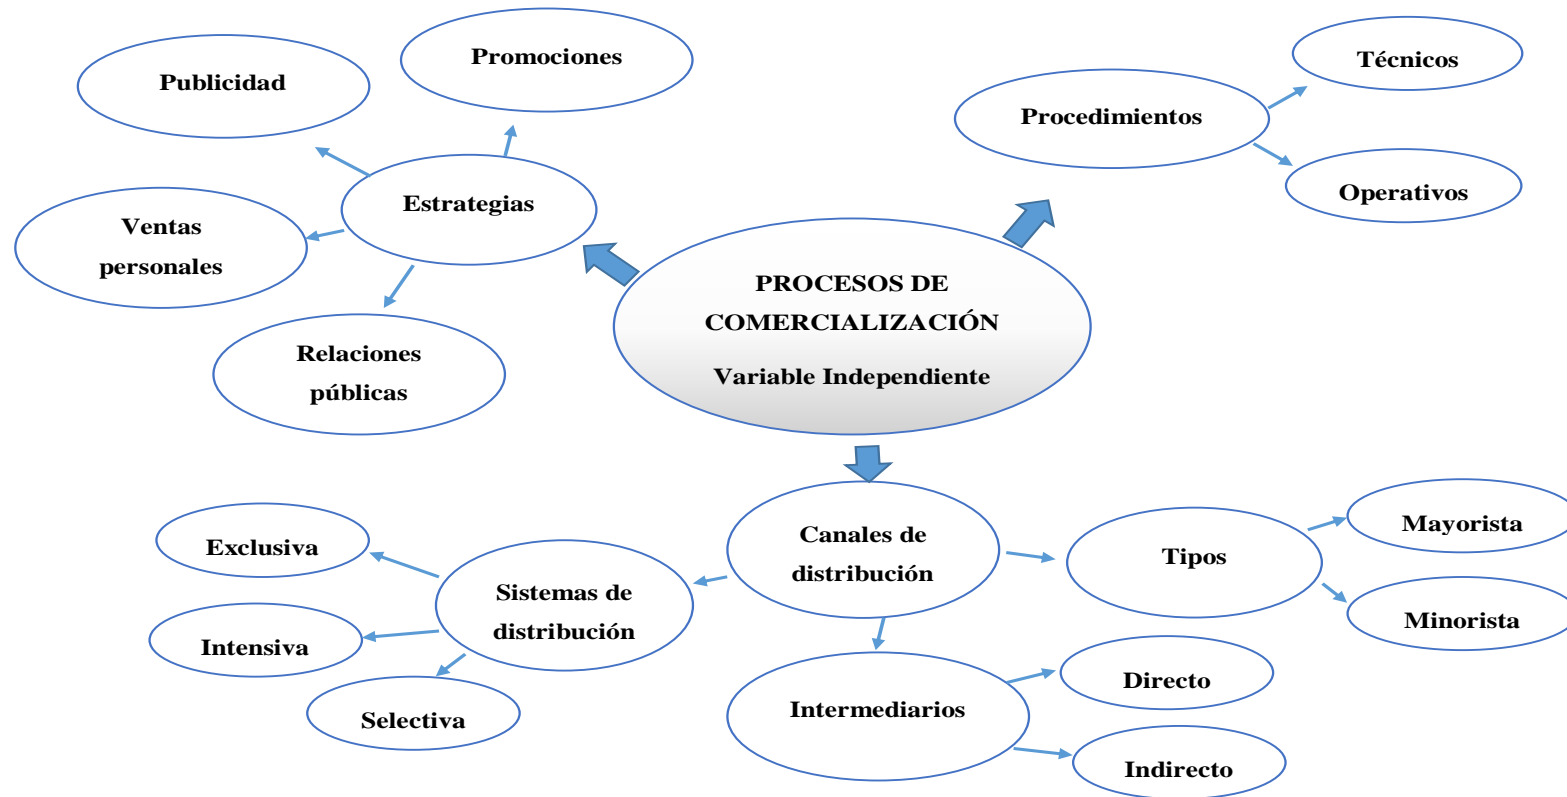 Promociones
Publicidad
Técnicos
Procedimientos
Operativos
Estrategias
Ventas
personales
PROCESOS DE
COMERCIALIZACIÓN
Variable Independiente
Relaciones
públicas
Canales de
distribución
Exclusiva
Sistemas de
distribución
Intensiva
Selectiva
Tipos
Mayorista
Minorista
Intermediarios
Directo
Indirecto